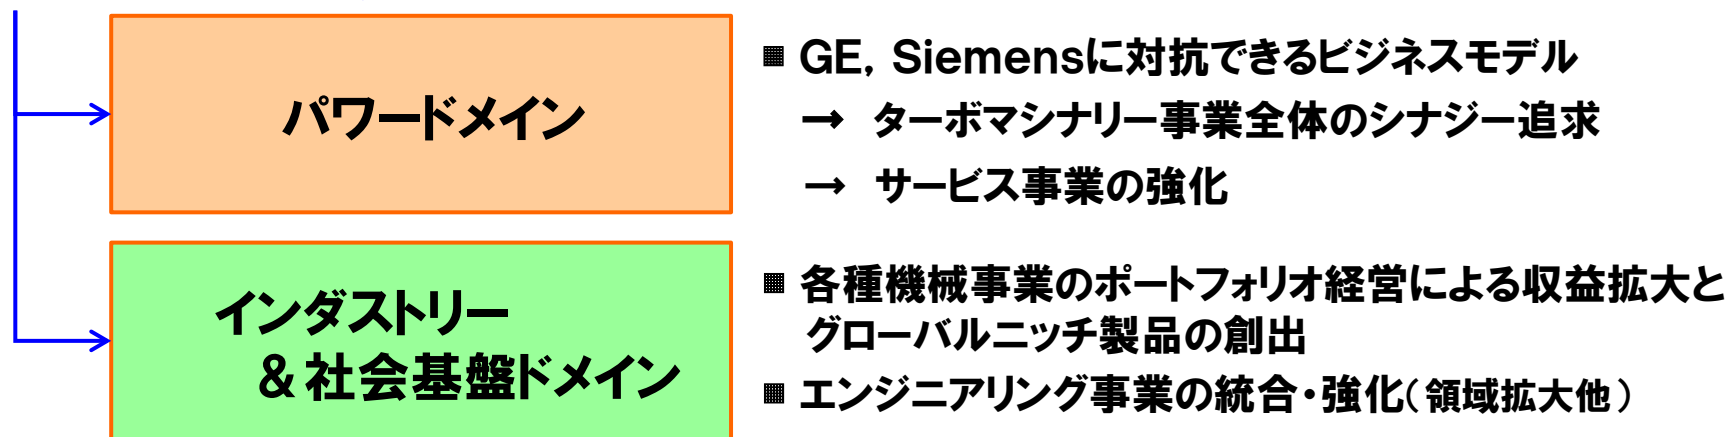 パワードメイン
■ GE, Siemensに対抗できるビジネスモデル
→ ターボマシナリー事業全体のシナジー追求
→ サービス事業の強化
インダストリー
&社会基盤ドメイン
■ 各種機械事業のポートフォリオ経営による収益拡大と
グローバルニッチ製品の創出
■ エンジニアリング事業の統合・強化(領域拡大他)